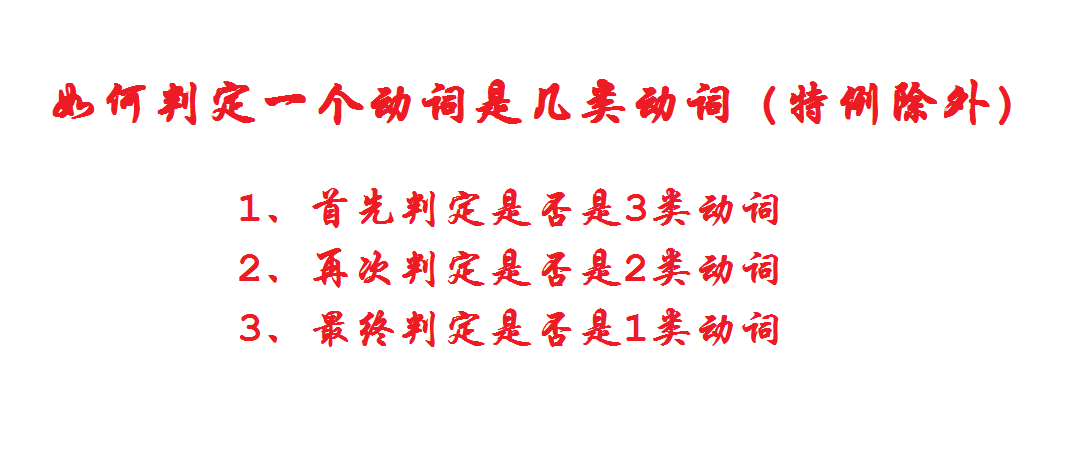 如何判定一个动词是几类动词（特例除外）
1、首先判定是否是3类动词
2、再次判定是否是2类动词
3、最终判定是否是1类动词